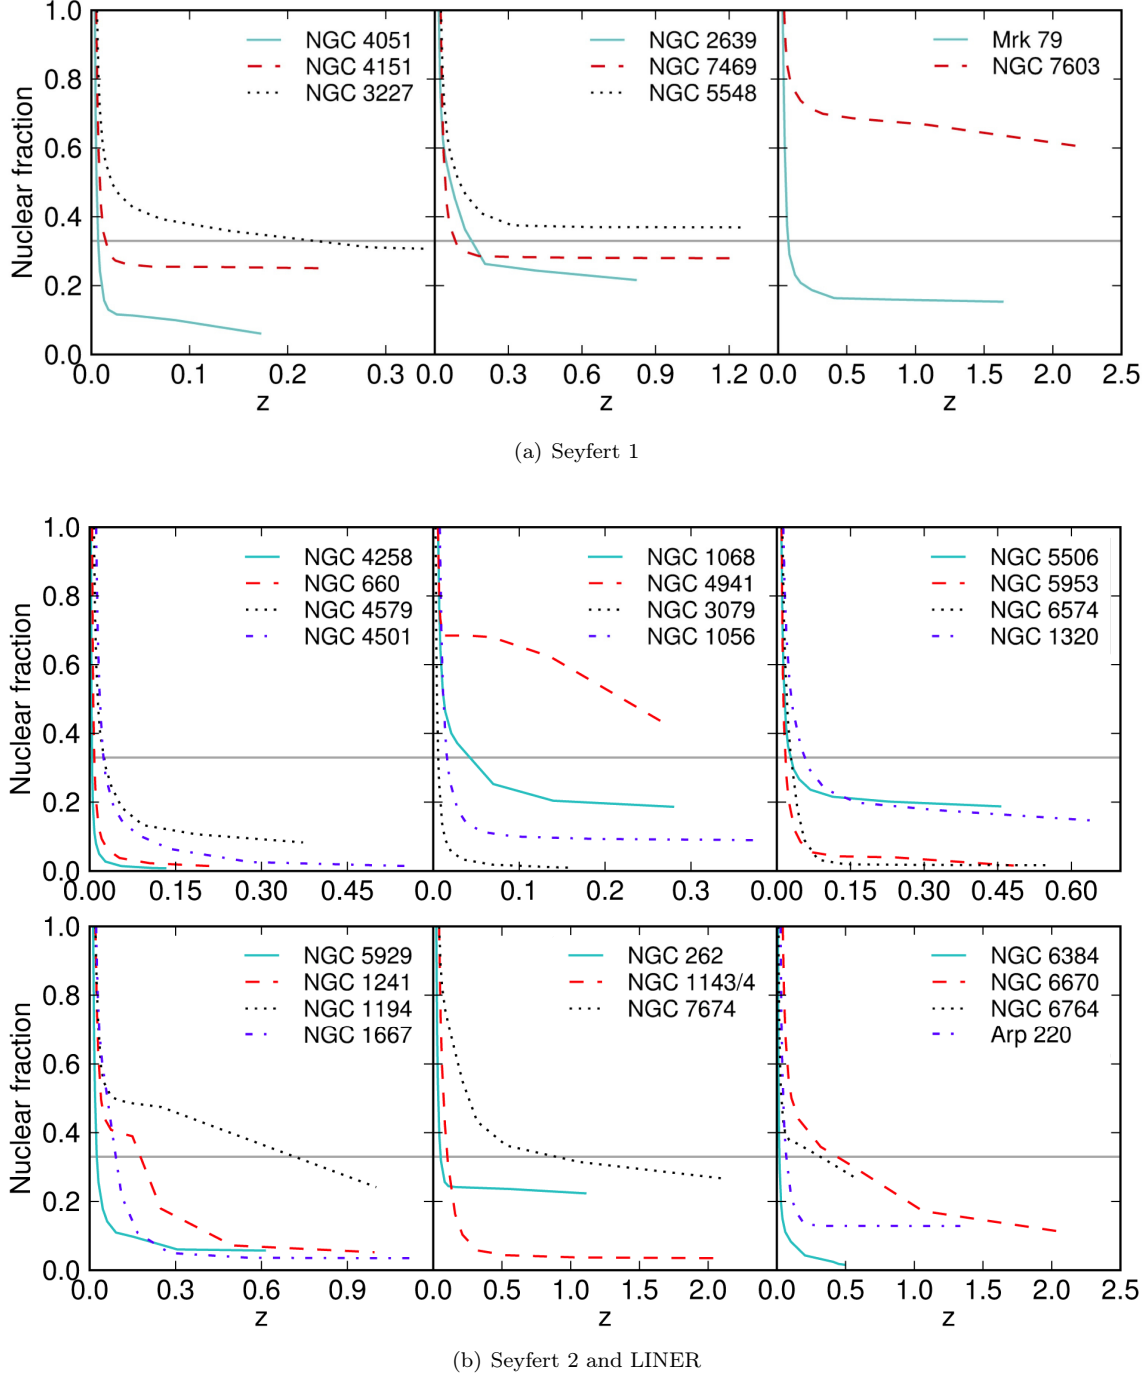 1.0
0.8
0.6
0.4
0.2
0.0
Nuclear fraction
NGC 4051
NGC 4151
NGC 3227
NGC 2639
NGC 7469
NGC 5548
Mrk 79
NGC 7603
0.0 0.1 0.2 0.3
0.0 0.3 0.6 0.9 1.2
0.0 0.5 1.0 1.5 2.0 2.5
z z z
(a) Seyfert 1
1.0
0.8
0.6
0.4
0.2
0.0
Nuclear fraction
NGC 4258
NGC 660
NGC 4579
NGC 4501
NGC 1068
NGC 4941
NGC 3079
NGC 1056
NGC 5506
NGC 5953
NGC 6574
NGC 1320
0.00 0.15 0.30 0.45
0.0 0.1 0.2 0.3
0.00 0.15 0.30 0.45 0.60
1.0
0.8
0.6
0.4
0.2
0.0
Nuclear fraction
NGC 5929
NGC 1241
NGC 1194
NGC 1667
NGC 262
NGC 1143/4
NGC 7674
NGC 6384
NGC 6670
NGC 6764
Arp 220
0.0 0.3 0.6 0.9
0.0 0.5 1.0 1.5 2.0
0.0 0.5 1.0 1.5 2.0 2.5
z z z
(b) Seyfert 2 and LINER